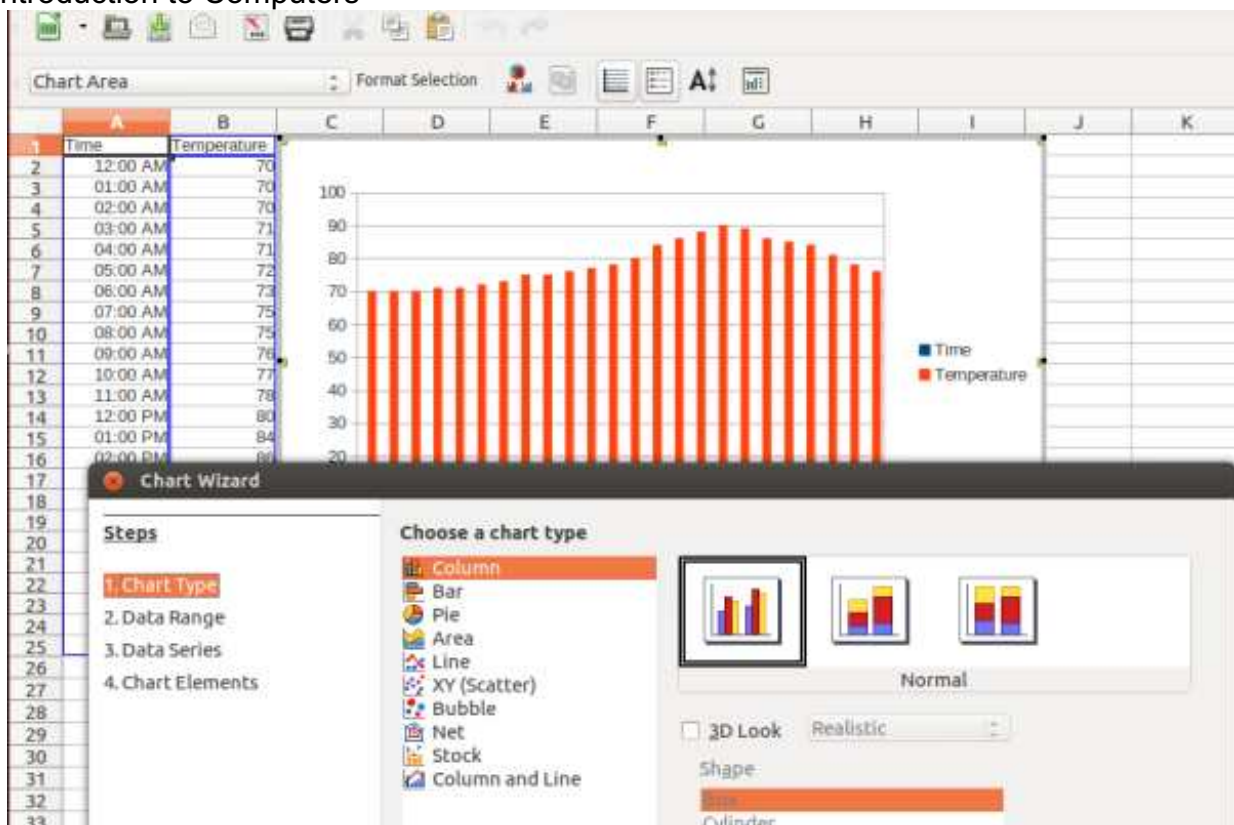 ntroduction to Computers
Chart Area
Format Selection
A B C D E F G H I J K
1 Time Temperature
2 12:00 AM 70
3 01:00 AM 70
4 02:00 AM 70
5 03:00 AM 71
6 04:00 AM 71
7 05:00 AM 72
8 06:00 AM 73
9 07:00 AM 75
10 08:00 AM 75
11 09:00 AM 76
12 10:00 AM 77
13 11:00 AM 78
14 12:00 PM 80
15 01:00 PM 84
16 02:00 PM 86
17
18
19
20
21
22
23
24
25
26
27
28
29
30
31
32
33
100
90
80
70
60
50
40
30
20
Time
Temperature
Chart Wizard
Steps
1. Chart Type
2. Data Range
3. Data Series
4. Chart Elements
Choose a chart type
Column
Bar
Pie
Area
Line
XY (Scatter)
Bubble
Net
Stock
Column and Line
Normal
3D Look Realistic
Shape
Box
Cylinder